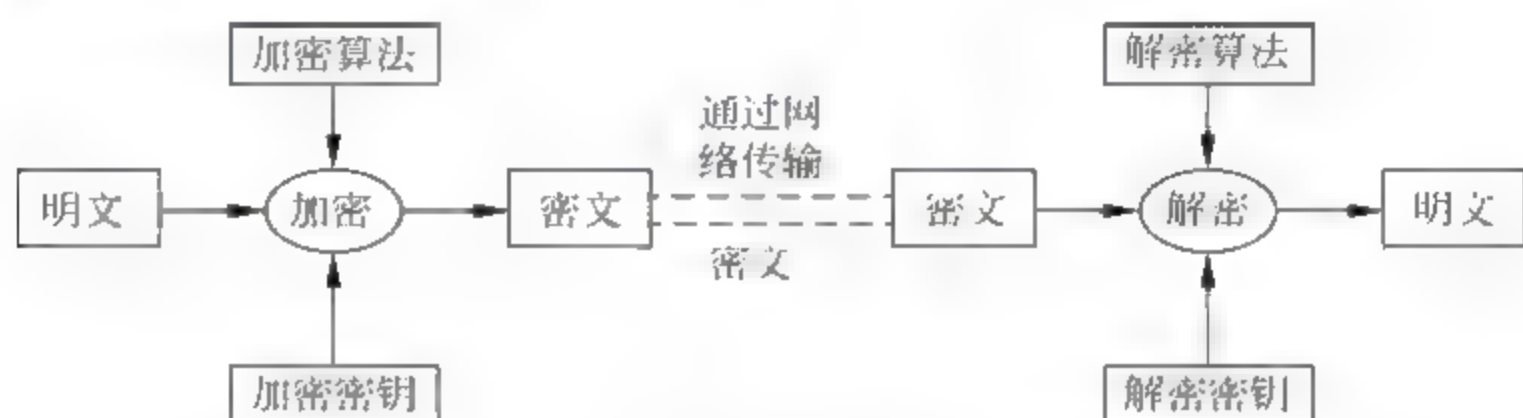 加密算法
解密算法
通过网
络传输
明文
加密
密文
密文
解密
明文
密文
加密密钥
解密密钥